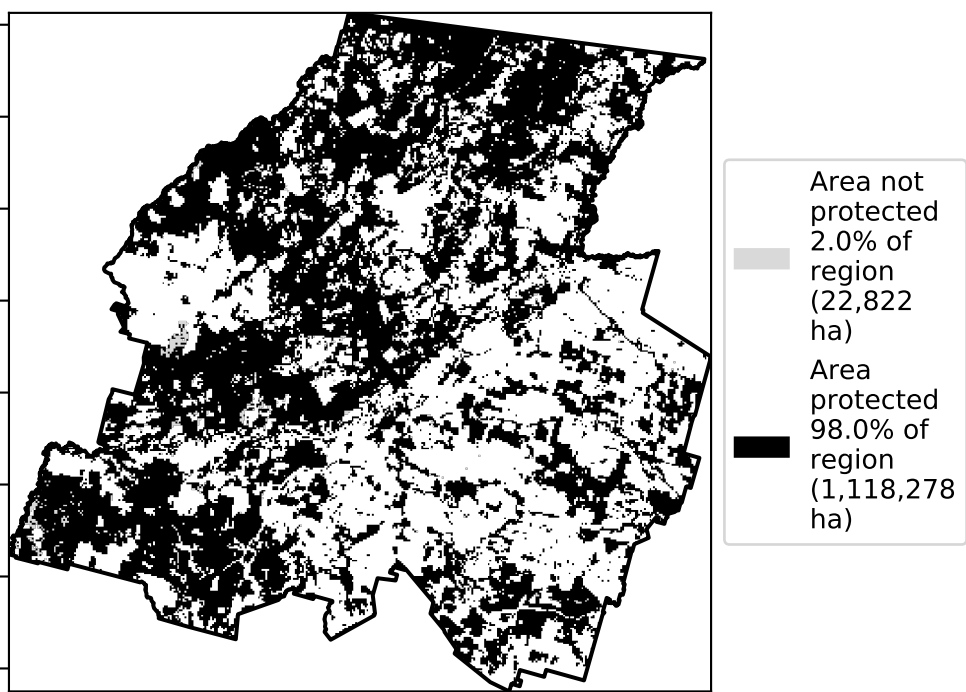 Area not
protected
2.0% of
region
(22,822
ha)
Area
protected
98.0% of
region
(1,118,278
ha)